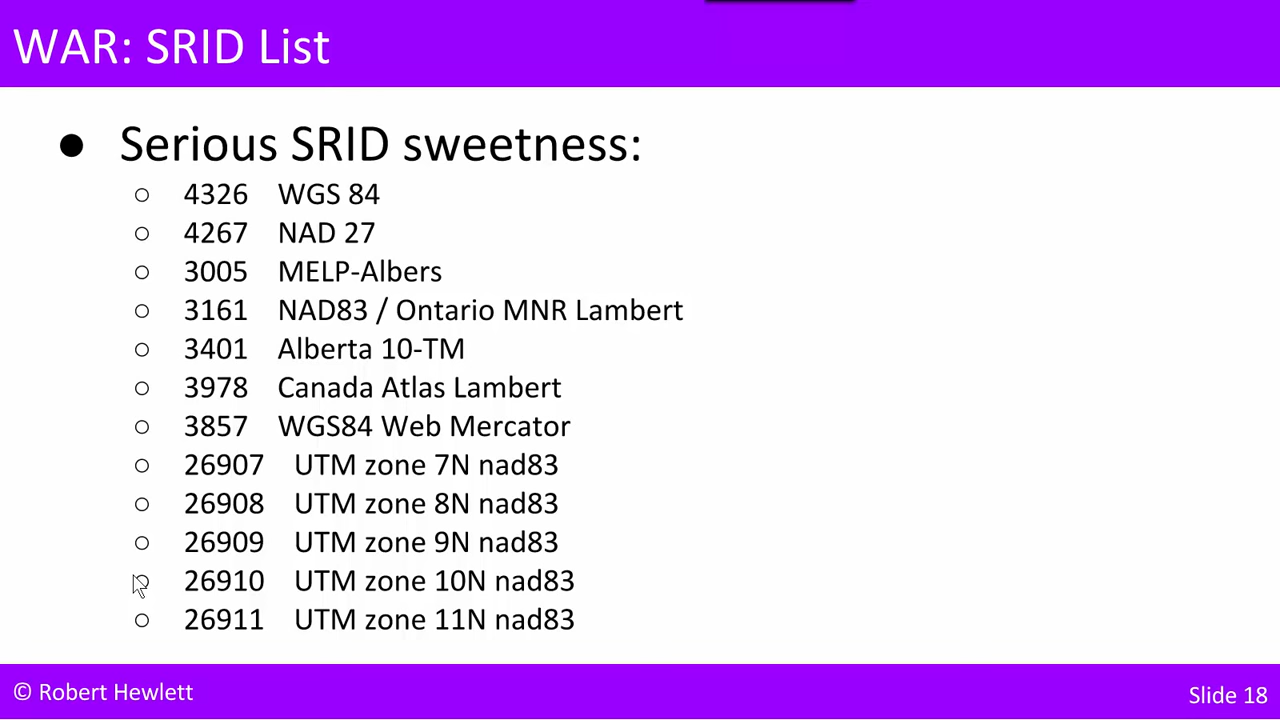 WAR: SRID List
● Serious SRID sweetness:
○ 4326 WGS 84
○ 4267 NAD 27
○ 3005 MELP-Albers
○ 3161 NAD83 / Ontario MNR Lambert
○ 3401 Alberta 10-TM
○ 3978 Canada Atlas Lambert
○ 3857 WGS84 Web Mercator
○ 26907 UTM zone 7N nad83
○ 26908 UTM zone 8N nad83
○ 26909 UTM zone 9N nad83
○ 26910 UTM zone 10N nad83
○ 26911 UTM zone 11N nad83
© Robert Hewlett
Slide 18